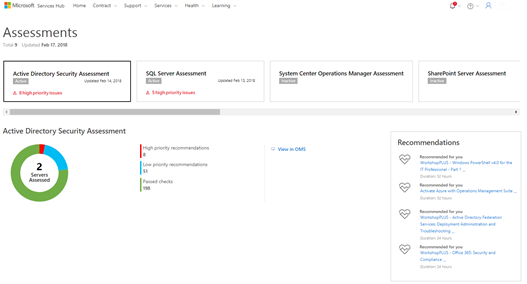 Microsoft Services Hub Home Contract Support Services Health Learning
Assessments
Total 9 Updated Feb 17, 2018
Active Directory Security Assessment
Active Updated Feb 14, 2018
8 high priority issues
SQL Server Assessment
Active Updated Feb 13, 2018
5 high priority issues
System Center Operations Manager Assessment
Inactive
SharePoint Server Assessment
Inactive
Active Directory Security Assessment
2
Servers
Assessed
High priority recommendations
8
Low priority recommendations
Passed checks
View in OMS
Recommendations
Recommended for you
WorkshopPLUS - Windows PowerShell v4.0 for the
IT Professional - Part 1 ...
Duration: 32 hours
Recommended for you
Activate Azure with Operations Management Suite ...
Duration: 32 hours
Recommended for you
WorkshopPLUS - Active Directory Federation
Services: Deployment Administration and
Troubleshooting ...
Duration: 24 hours
Recommended for you
WorkshopPLUS - Office 365: Security and
Compliance ...
Duration: 24 hours